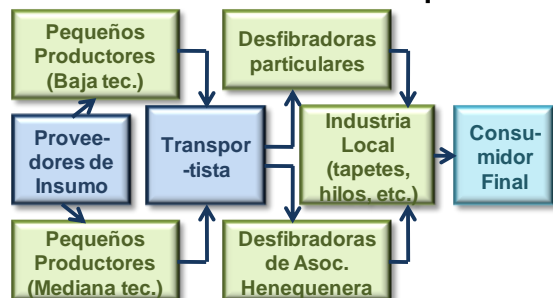 Pequeños
Productores
(Baja tec.)
Desfibradoras
particulares
Provee-
dores de
Insumo
Transpor
-tista
Industria
Local
(tapetes,
hilos, etc.)
Consu-
midor
Final
Pequeños
Productores
(Mediana tec.)
Desfibradoras
de Asoc.
Henequenera